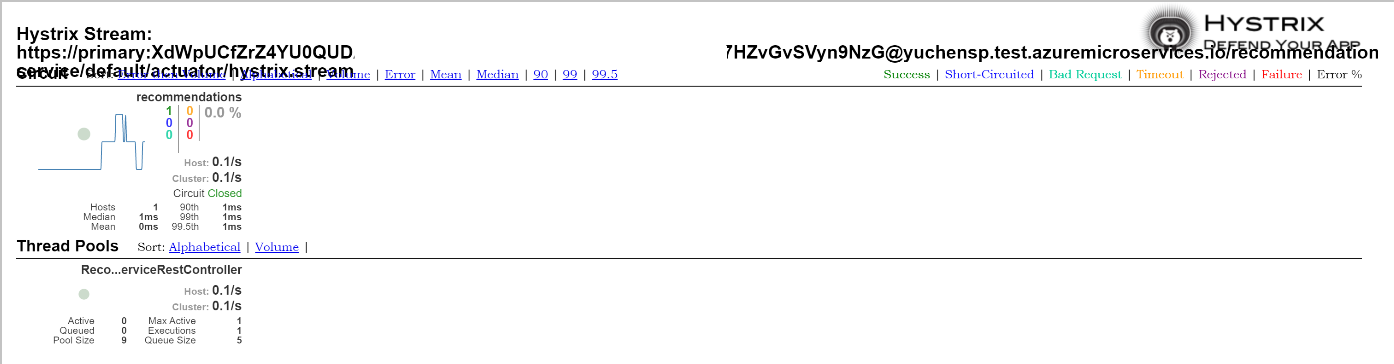 HYSTRIX
DEFEND YOUR APP
Hystrix Stream:
https://primary:XdWpUCfZrZ4YU0QUD 7HZvGvSVyn9NzG@yuchensp.test.azuremicroservices.io/recommendation
service/default/actuator/hystrix.stream
Circuit Sort: Error then Volume | Alphabetical | Volume | Error | Mean | Median | 90 | 99 | 99.5
Success | Short-Circuited | Bad Request | Timeout | Rejected | Failure | Error %
recommendations
1 0 0.0 %
0 0
0 0
Host: 0.1/s
Cluster: 0.1/s
Circuit Closed
Hosts 1 90th 1ms
Median 1ms 99th 1ms
Mean 0ms 99.5th 1ms
Thread Pools Sort: Alphabetical | Volume |
Reco...erviceRestController
Host: 0.1/s
Cluster: 0.1/s
Active 0 Max Active 1
Queued 0 Executions 1
Pool Size 9 Queue Size 5